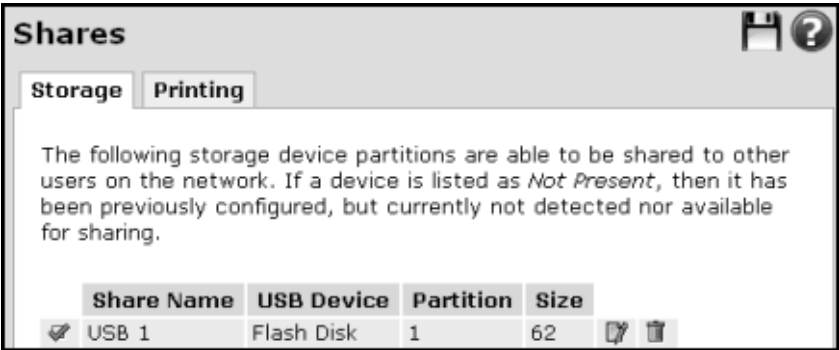 Shares
Storage Printing
The following storage device partitions are able to be shared to other
users on the network. If a device is listed as Not Present, then it has
been previously configured, but currently not detected nor available
for sharing.
Share Name USB Device Partition Size
USB 1 Flash Disk 1 62